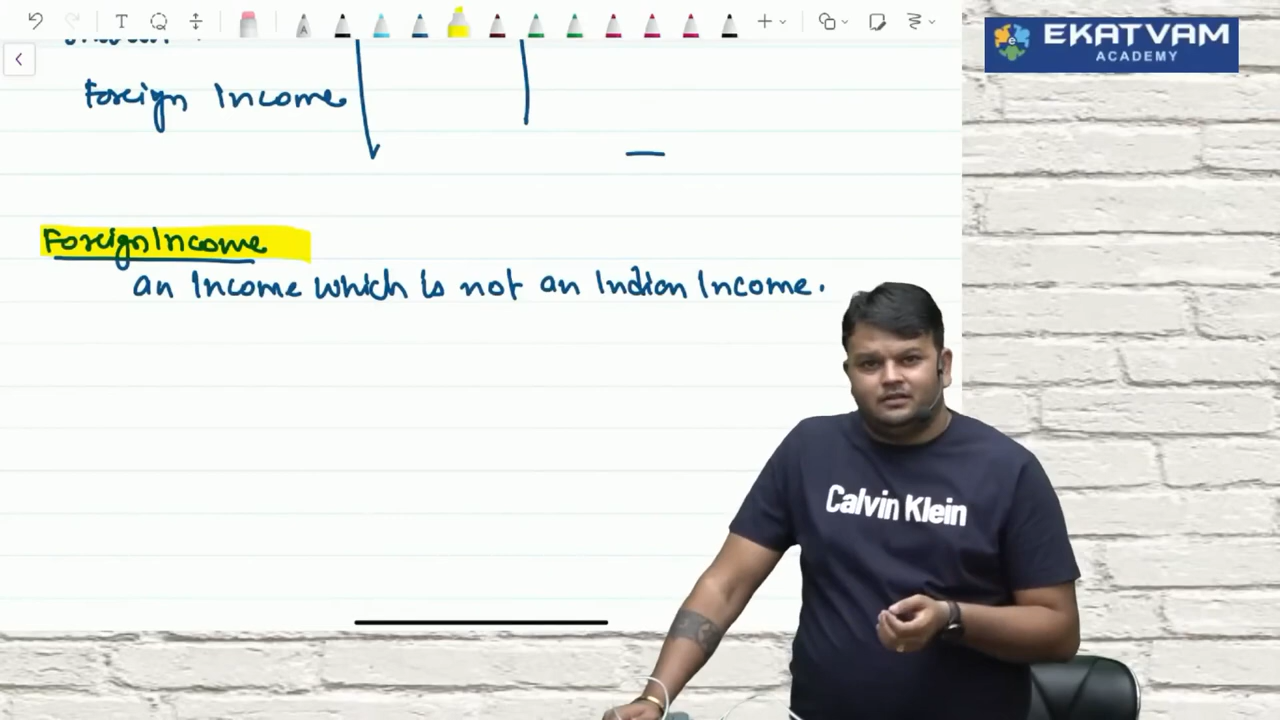 EKATVAM
ACADEMY
Foreign Income
Foreign Income
an Income which is not an Indian Income.
Calvin Klein